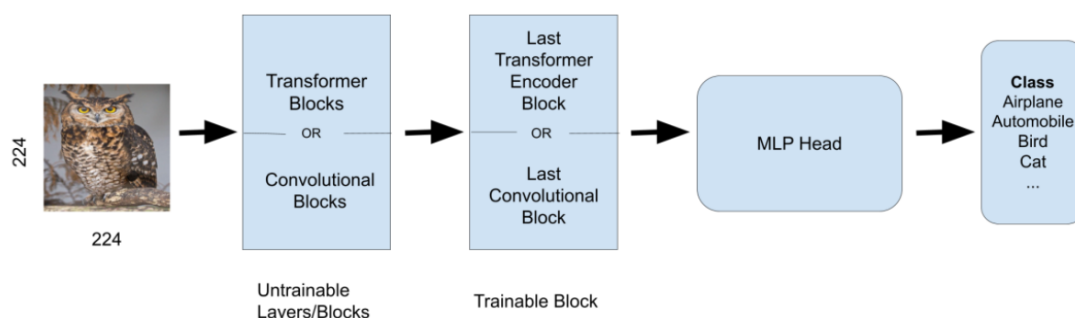 224
224
Transformer
Blocks
OR
Convolutional
Blocks
Untrainable
Layers/Blocks
Last
Transformer
Encoder
Block
OR
Last
Convolutional
Block
Trainable Block
MLP Head
Class
Airplane
Automobile
Bird
Cat
...